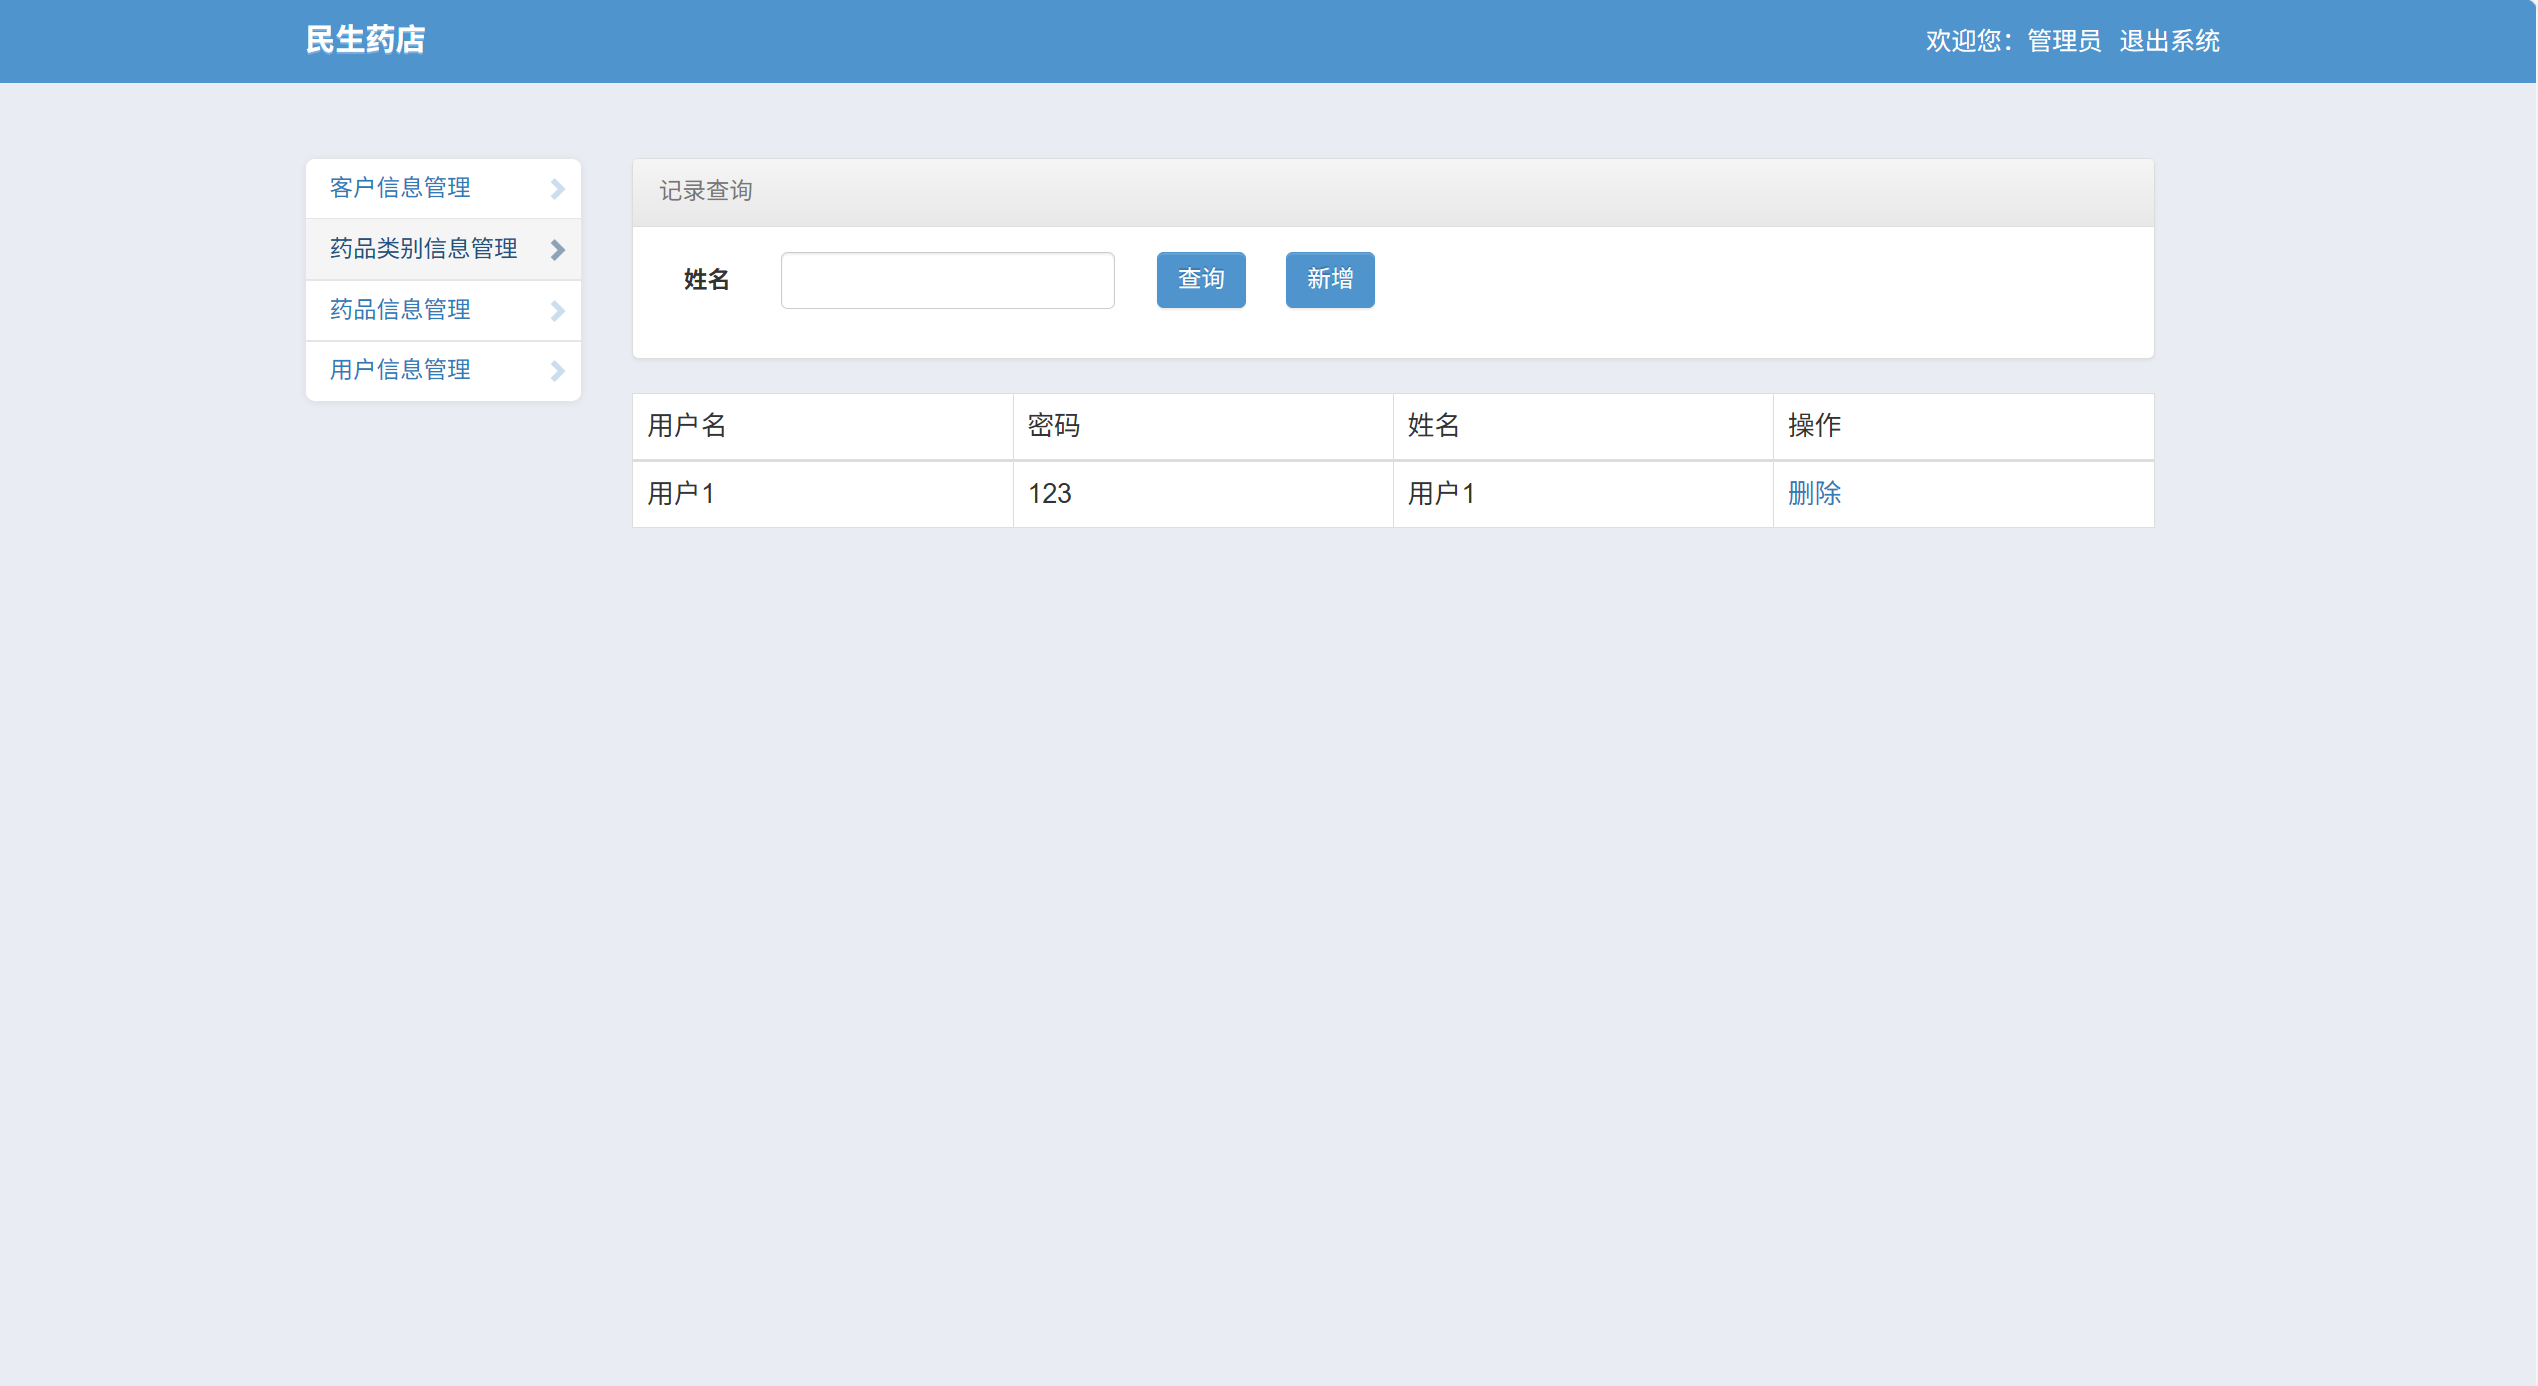 民生药店
欢迎您：管理员 退出系统
客户信息管理
药品类别信息管理
药品信息管理
用户信息管理
记录查询
姓名 查询 新增
用户名 密码 姓名 操作
用户1 123 用户1 删除